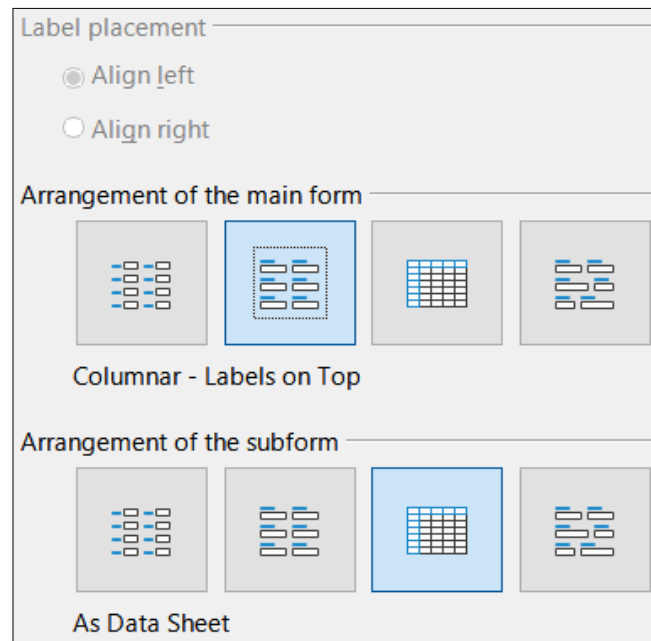 Label placement
Align left
Align right
Arrangement of the main form
Columnar - Labels on Top
Arrangement of the subform
As Data Sheet